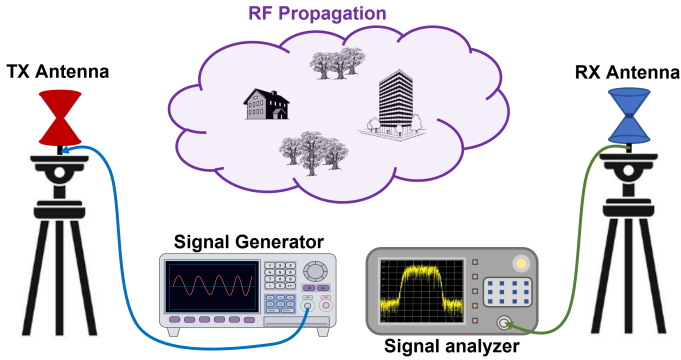 RF Propagation
TX Antenna
RX Antenna
Signal Generator
Signal analyzer